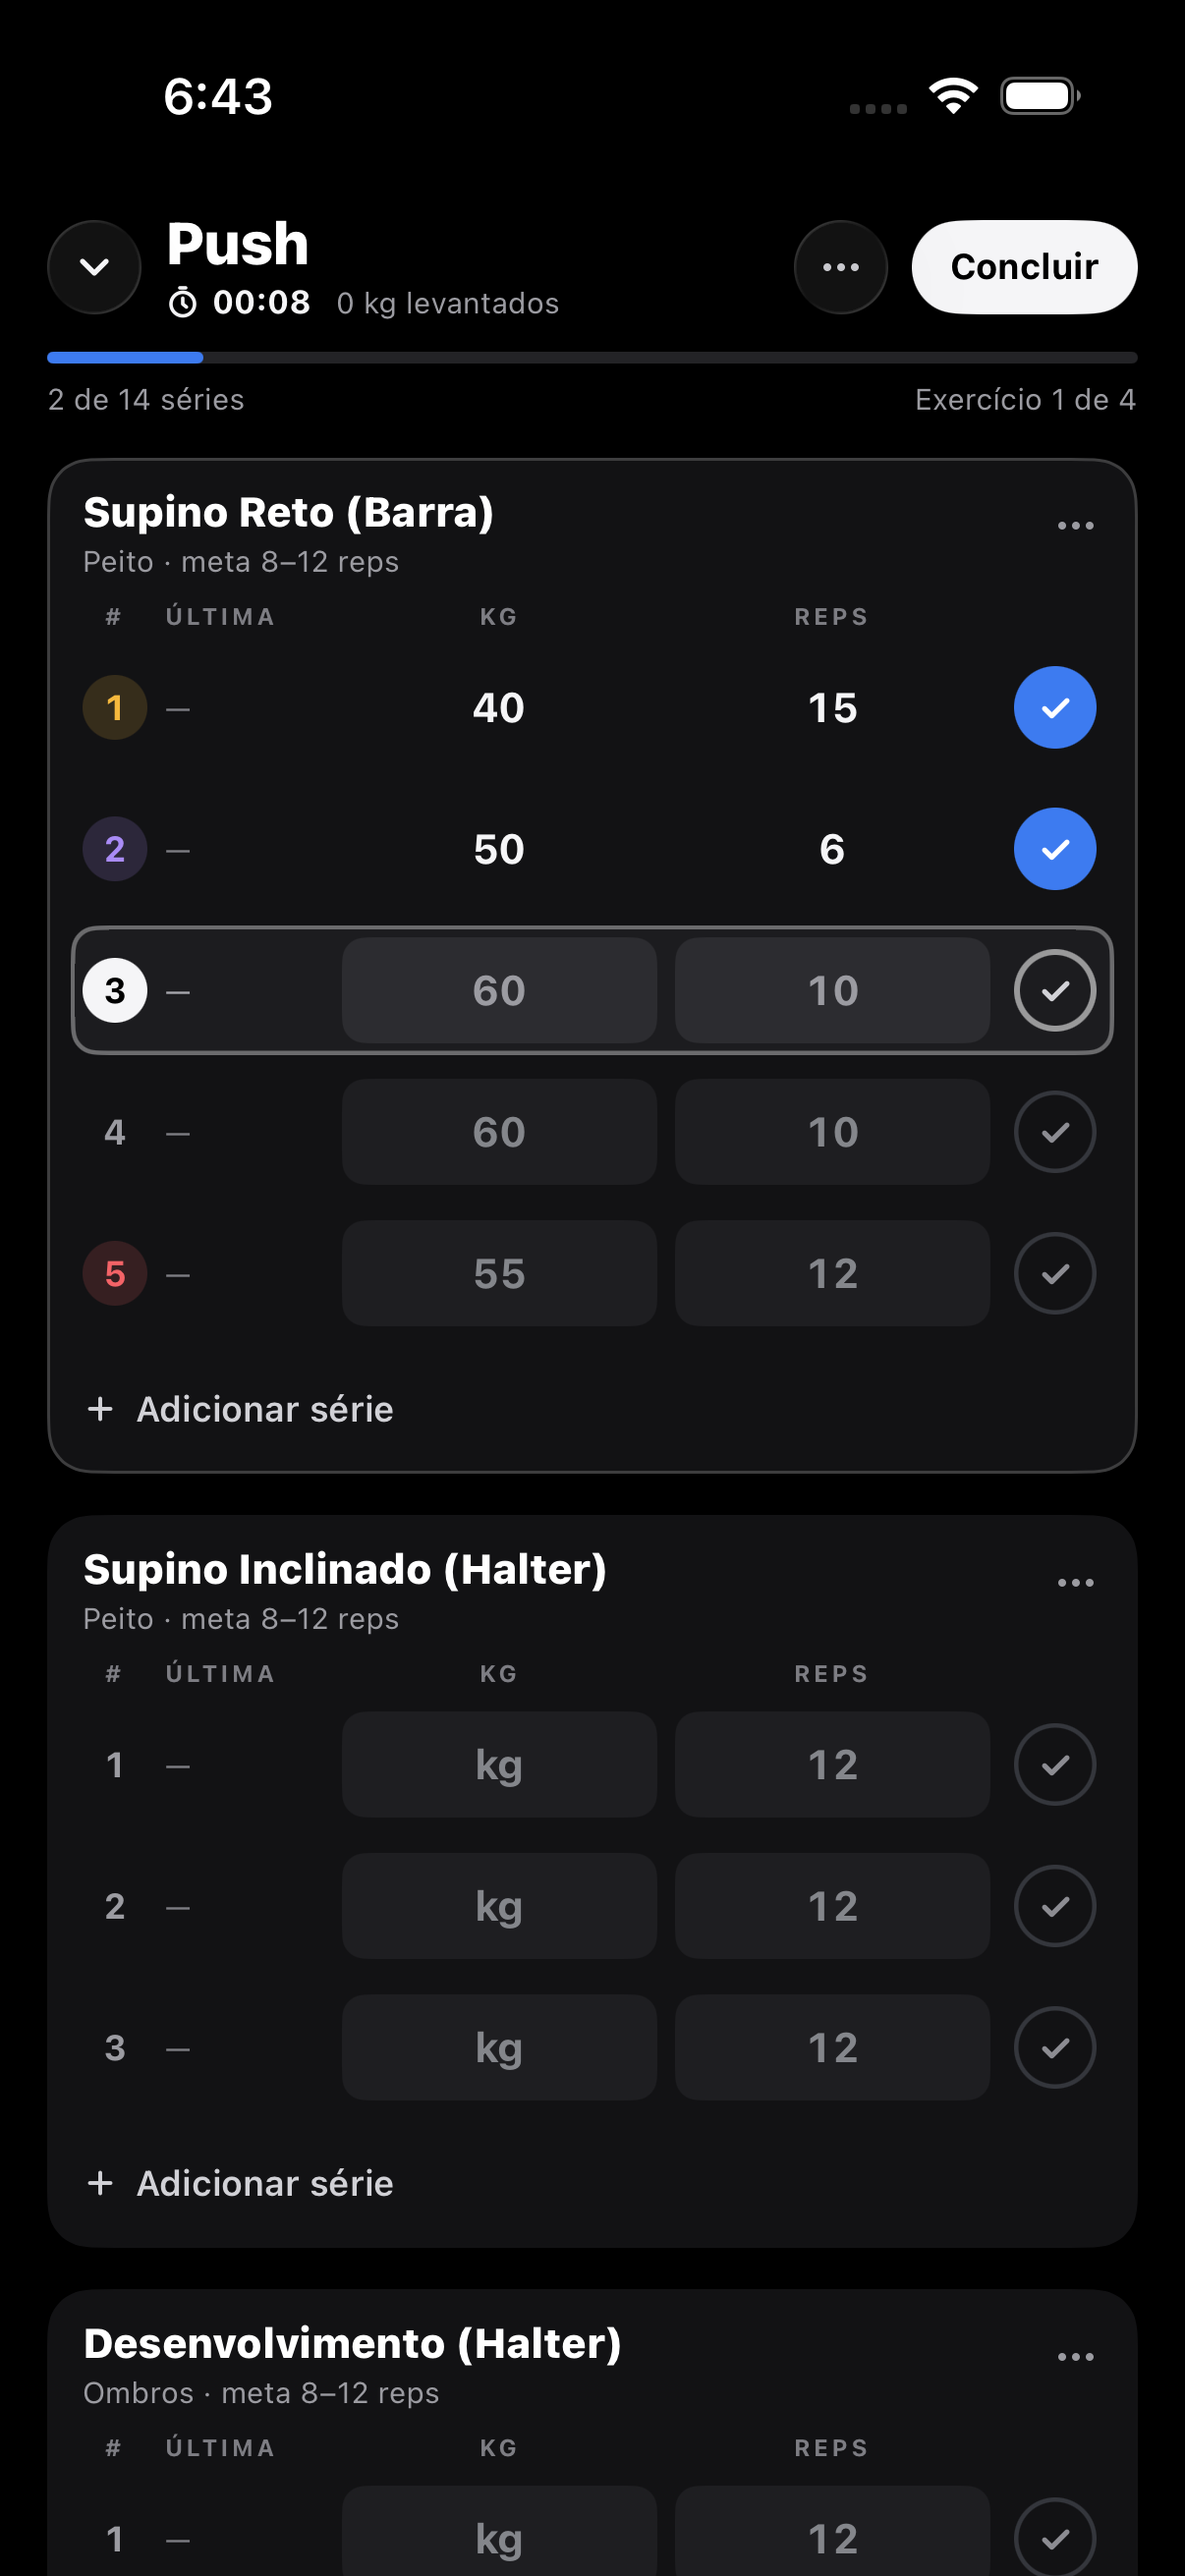 6:43
Push
Concluir
00:08 0 kg levantados
2 de 14 séries Exercício 1 de 4
Supino Reto (Barra)
Peito · meta 8–12 reps
# ÚLTIMA KG REPS
1 — 40 15
2 — 50 6
3 — 60 10
4 — 60 10
5 — 55 12
+ Adicionar série
Supino Inclinado (Halter)
Peito · meta 8–12 reps
# ÚLTIMA KG REPS
1 — kg 12
2 — kg 12
3 — kg 12
+ Adicionar série
Desenvolvimento (Halter)
Ombros · meta 8–12 reps
# ÚLTIMA KG REPS
1 — kg 12